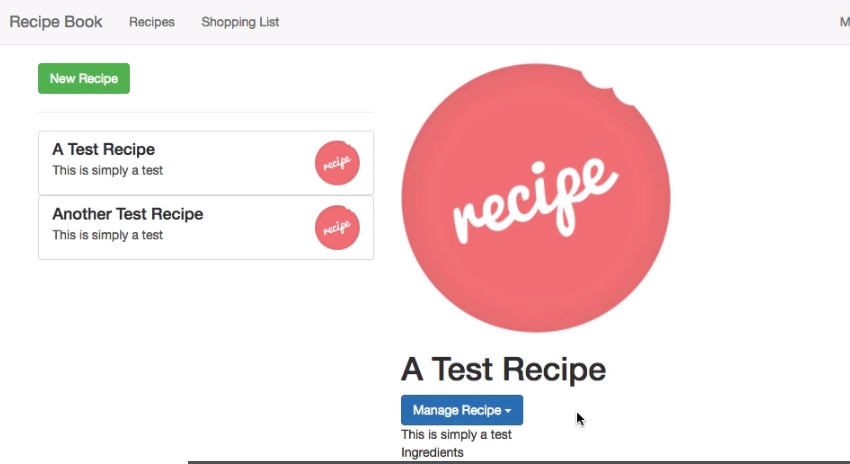 Recipe Book Recipes Shopping List M
New Recipe
A Test Recipe
This is simply a test
recipe
Another Test Recipe
This is simply a test
recipe
recipe
A Test Recipe
Manage Recipe
This is simply a test
Ingredients